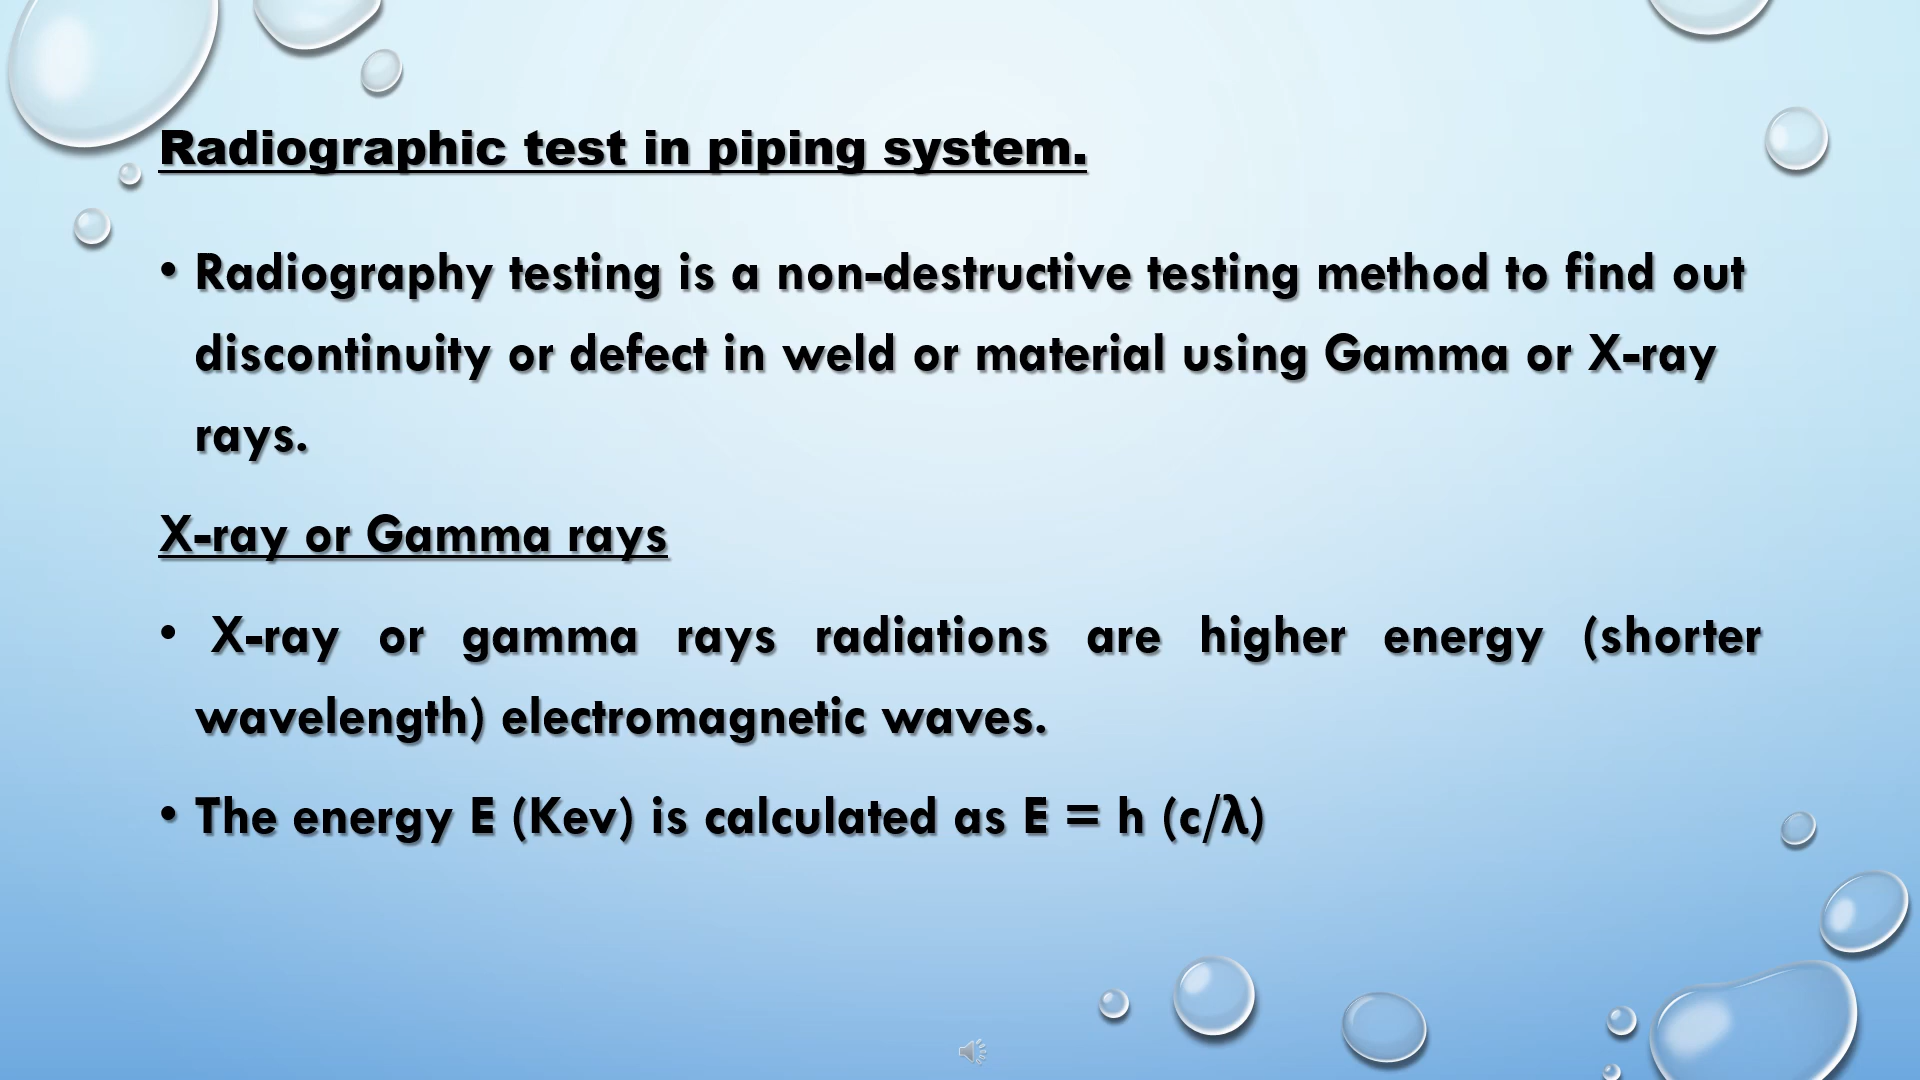 Radiographic test in piping system.
• Radiography testing is a non-destructive testing method to find out
discontinuity or defect in weld or material using Gamma or X-ray
rays.
X-ray or Gamma rays
• X-ray or gamma rays radiations are higher energy (shorter
wavelength) electromagnetic waves.
• The energy E (Kev) is calculated as E = h (c/λ)